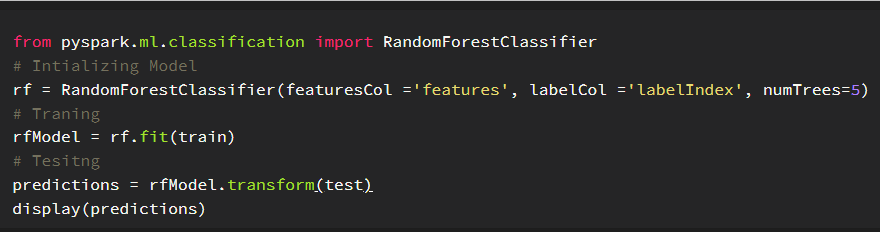 from pyspark.ml.classification import RandomForestClassifier
# Intializing Model
rf = RandomForestClassifier(featuresCol ='features', labelCol ='labelIndex', numTrees=5)
# Traning
rfModel = rf.fit(train)
# Tesitng
predictions = rfModel.transform(test)
display(predictions)